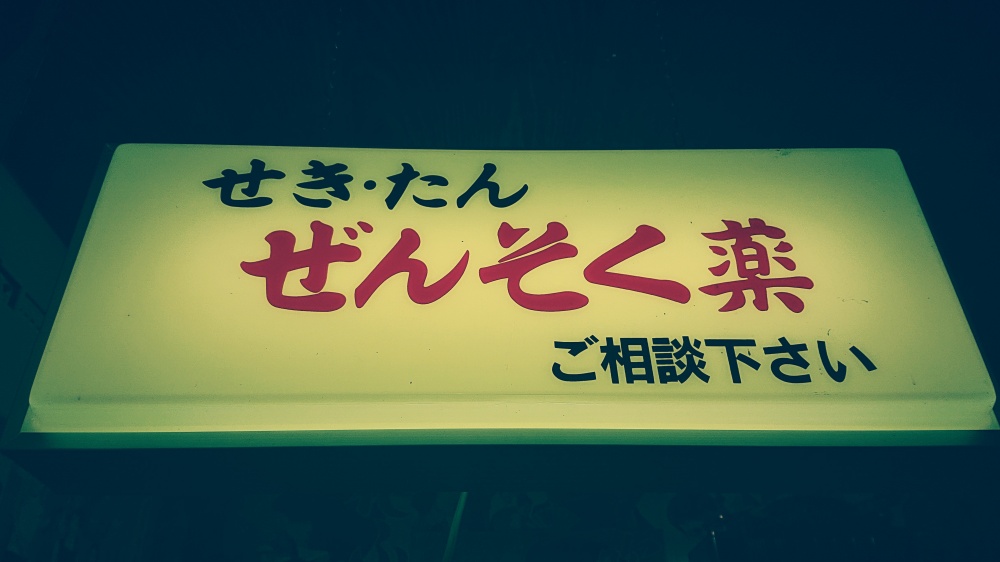 せき・たん
ぜんそく薬
ご相談下さい